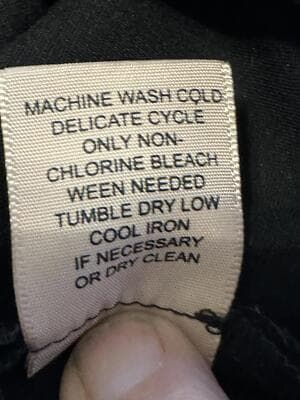 MACHINE WASH COLD
DELICATE CYCLE
ONLY NON-
CHLORINE BLEACH
WEEN NEEDED
TUMBLE DRY LOW
COOL IRON
IF NECESSARY
OR DRY CLEAN